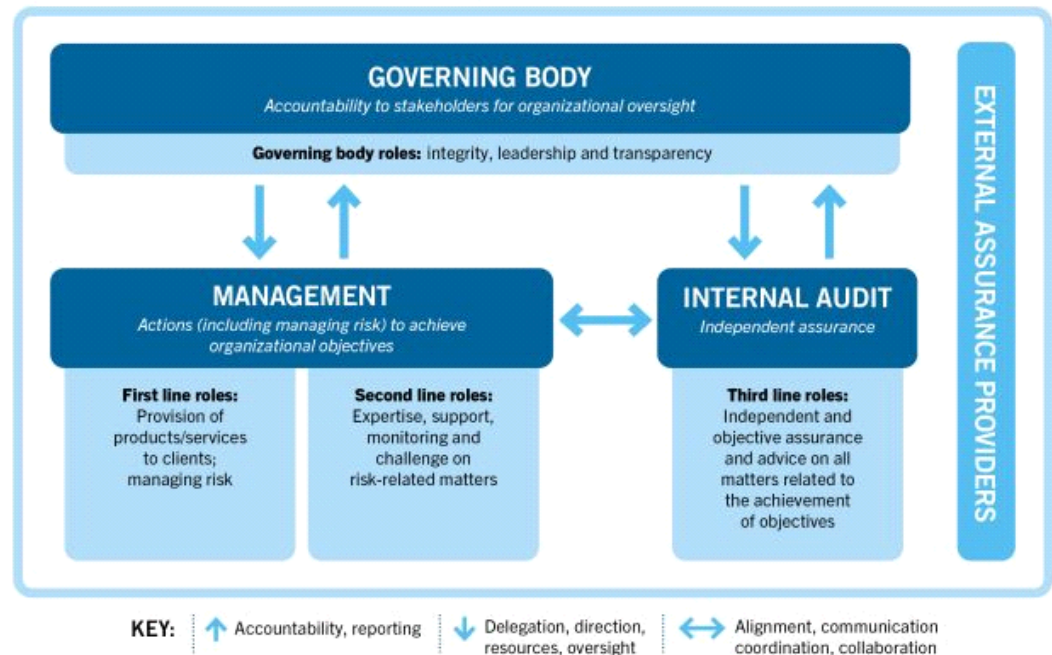 GOVERNING BODY
Accountability to stakeholders for organizational oversight
Governing body roles: integrity, leadership and transparency
MANAGEMENT
Actions (including managing risk) to achieve
organizational objectives
First line roles:
Provision of
products/services
to clients;
managing risk
Second line roles:
Expertise, support,
monitoring and
challenge on
risk-related matters
INTERNAL AUDIT
Independent assurance
Third line roles:
Independent and
objective assurance
and advice on all
matters related to
the achievement
of objectives
EXTERNAL ASSURANCE PROVIDERS
KEY:
Accountability, reporting
Delegation, direction,
resources, oversight
Alignment, communication
coordination, collaboration